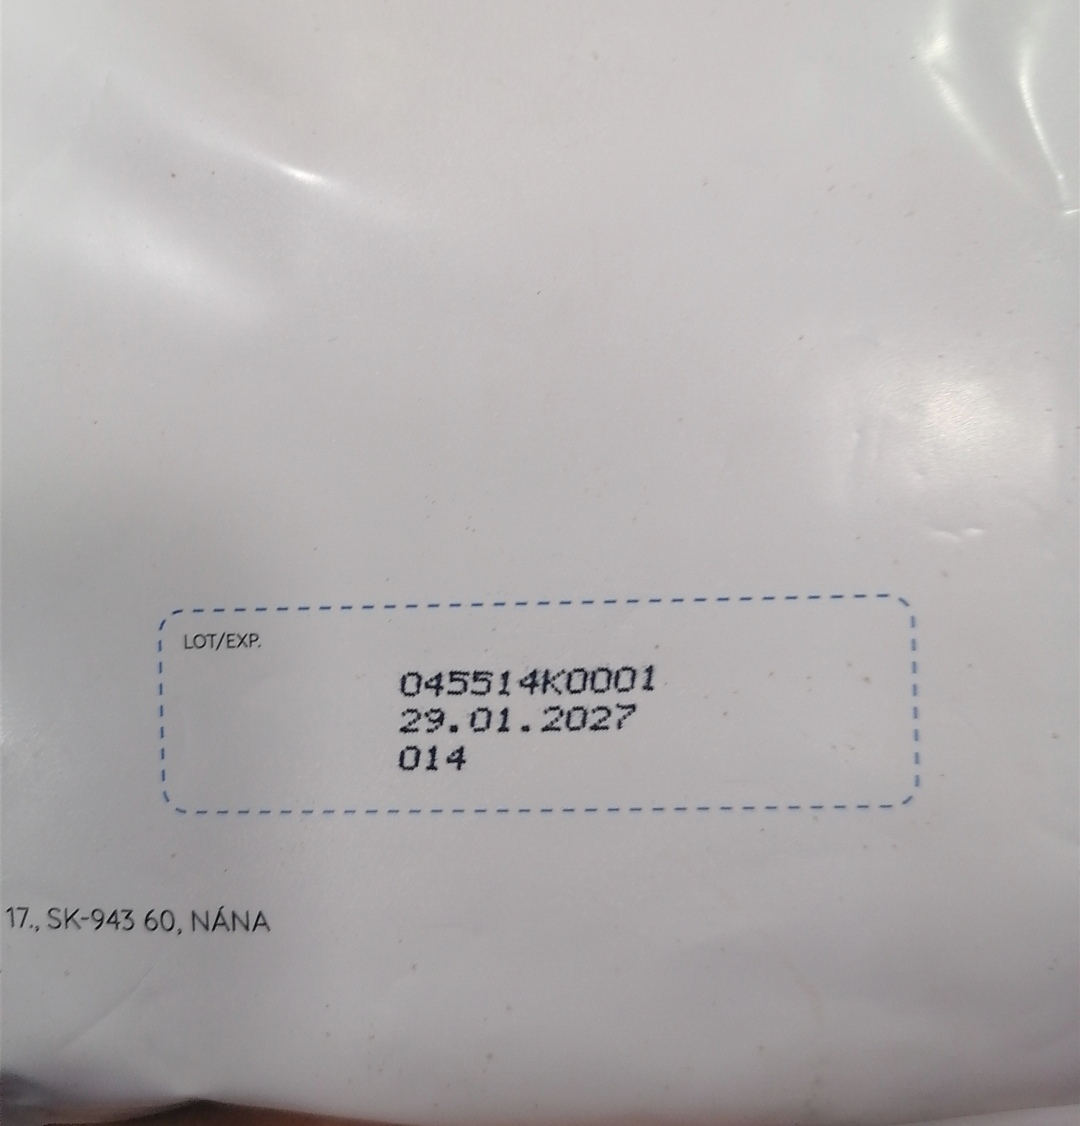 LOT/EXP.
045514K0001
29.01.2027
014
17., SK-943 60, NÁNA